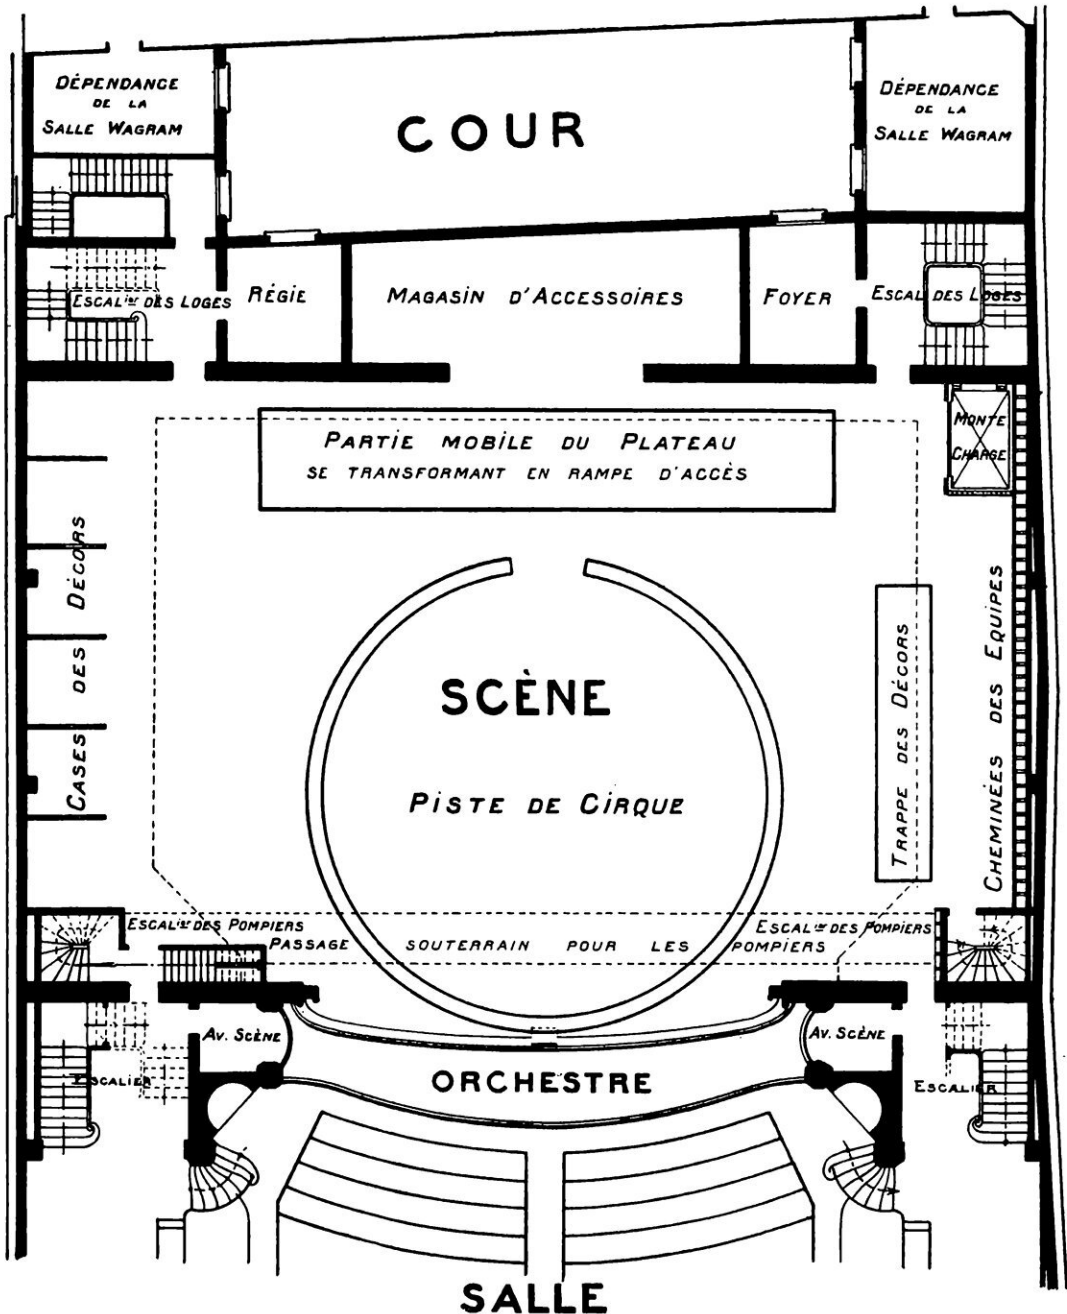 DÉPENDANCE
DE LA
SALLE WAGRAM
COUR
DÉPENDANCE
DE LA
SALLE WAGRAM
ESCALier DES LOGES
RÉGIE
MAGASIN D'ACCESSOIRES
FOYER
ESCAL DES LOGES
PARTIE MOBILE DU PLATEAU
SE TRANSFORMANT EN RAMPE D'ACCÈS
MONTE
CHARGE
CASES DES DÉCORS
SCÈNE
PISTE DE CIRQUE
TRAPPE DES DÉCORS
CHEMINÉES DES EQUIPES
ESCALier DES POMPIERS
ESCALier DES POMPIERS
PASSAGE SOUTERRAIN POUR LES POMPIERS
AV. SCÈNE
AV. SCÈNE
ESCALIER
ORCHESTRE
ESCALIER
SALLE